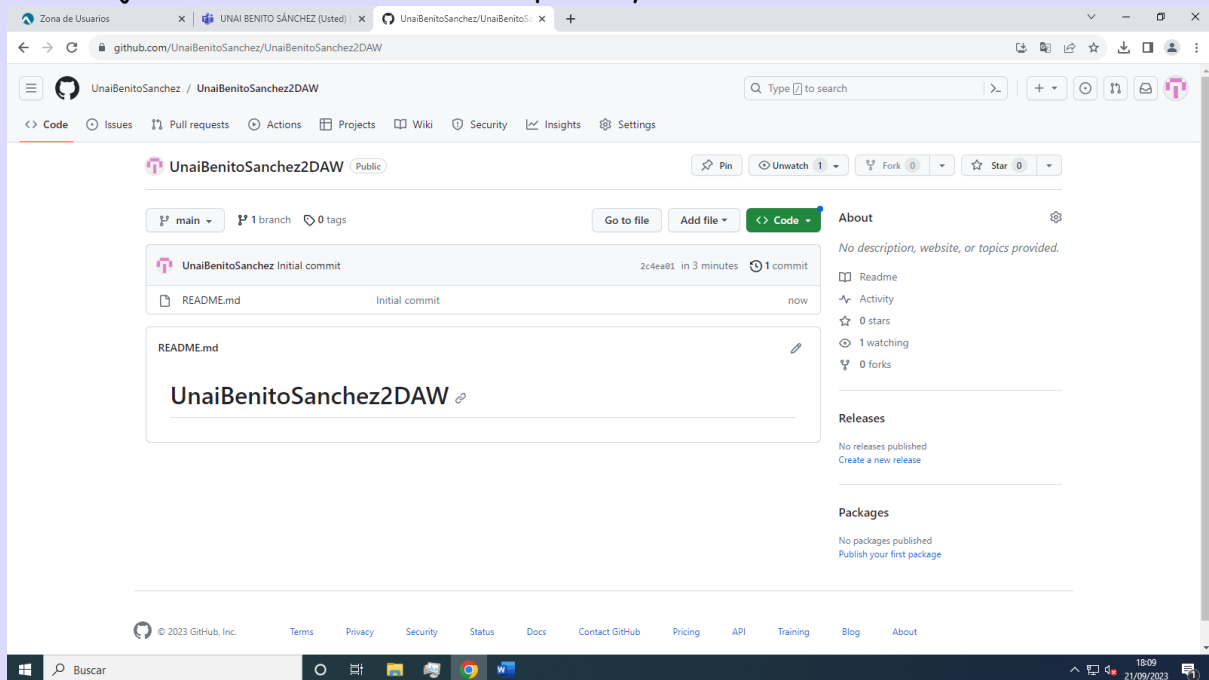 Zona de Usuarios
UNAI BENITO SÁNCHEZ (Usted) |
UnaiBenitoSanchez/UnaiBenitoSa
github.com/UnaiBenitoSanchez/UnaiBenitoSanchez2DAW
UnaiBenitoSanchez / UnaiBenitoSanchez2DAW
Type / to search
Code Issues Pull requests Actions Projects Wiki Security Insights Settings
UnaiBenitoSanchez2DAW Public
Pin Unwatch 1 Fork 0 Star 0
main 1 branch 0 tags Go to file Add file Code
UnaiBenitoSanchez Initial commit 2c4ea01 in 3 minutes 1 commit
README.md Initial commit now
README.md
UnaiBenitoSanchez2DAW
About
No description, website, or topics provided.
Readme
Activity
0 stars
1 watching
0 forks
Releases
No releases published
Create a new release
Packages
No packages published
Publish your first package
© 2023 GitHub, Inc. Terms Privacy Security Status Docs Contact GitHub Pricing API Training Blog About
Buscar
18:09
21/09/2023
1